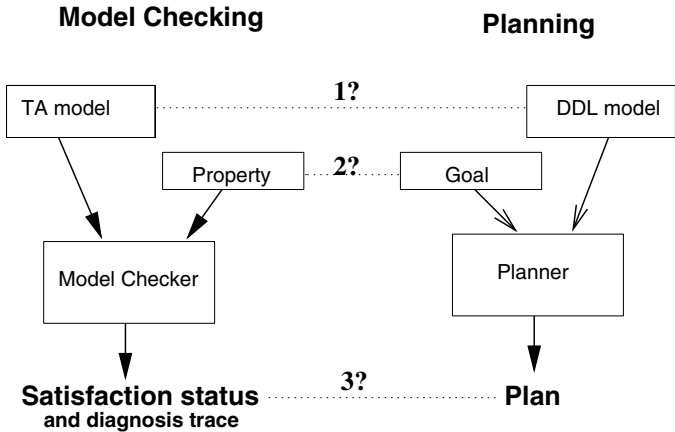 Model Checking
Planning
1?
TA model
DDL model
2?
Property
Goal
Model Checker
Planner
3?
Satisfaction status
and diagnosis trace
Plan